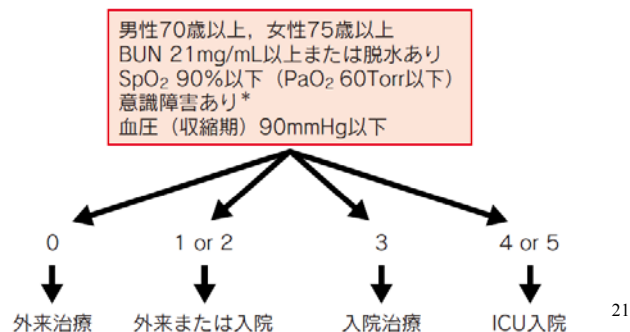 男性70歳以上，女性75歳以上
BUN 21mg/mL以上または脱水あり
SpO₂ 90％以下（PaO₂ 60Torr以下）
意識障害あり*
血圧（収縮期）90mmHg以下
0 1 or 2 3 4 or 5
外来治療 外来または入院 入院治療 ICU入院
21